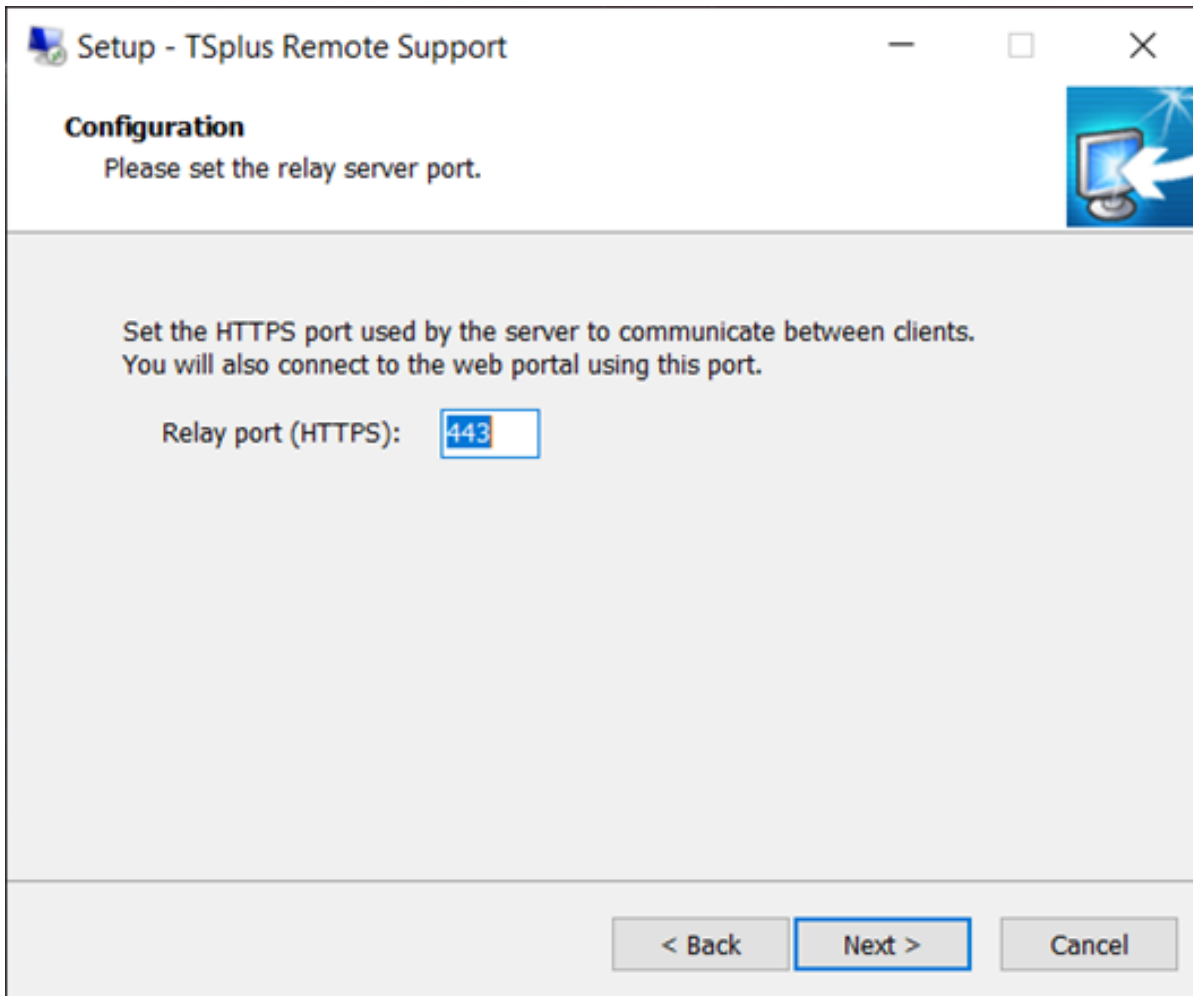 Setup - TSplus Remote Support
Configuration
Please set the relay server port.
Set the HTTPS port used by the server to communicate between clients.
You will also connect to the web portal using this port.
Relay port (HTTPS): 443
< Back Next > Cancel